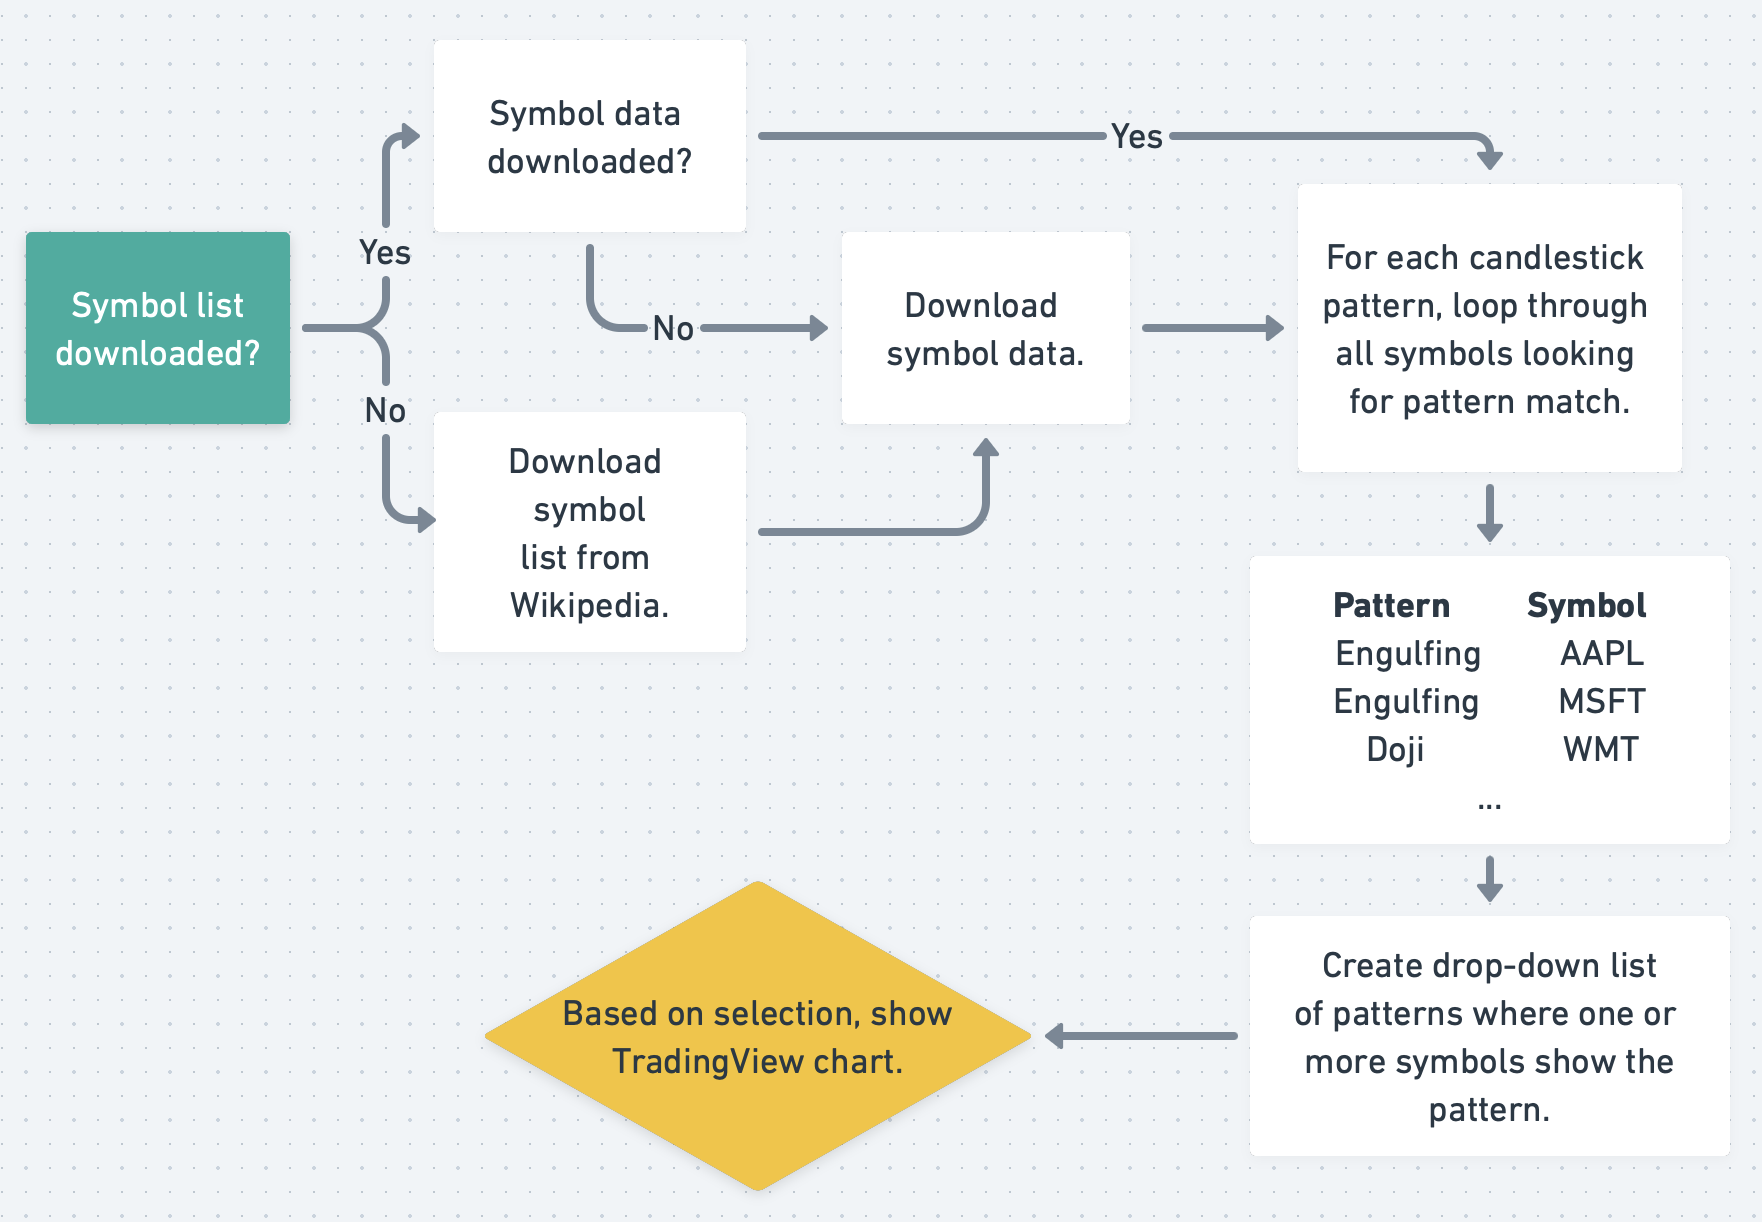 Symbol list
downloaded?
Yes
No
Symbol data
downloaded?
Yes
No
Download
symbol
list from
Wikipedia.
Download
symbol data.
For each candlestick
pattern, loop through
all symbols looking
for pattern match.
Pattern Symbol
Engulfing AAPL
Engulfing MSFT
Doji WMT
...
Create drop-down list
of patterns where one or
more symbols show the
pattern.
Based on selection, show
TradingView chart.